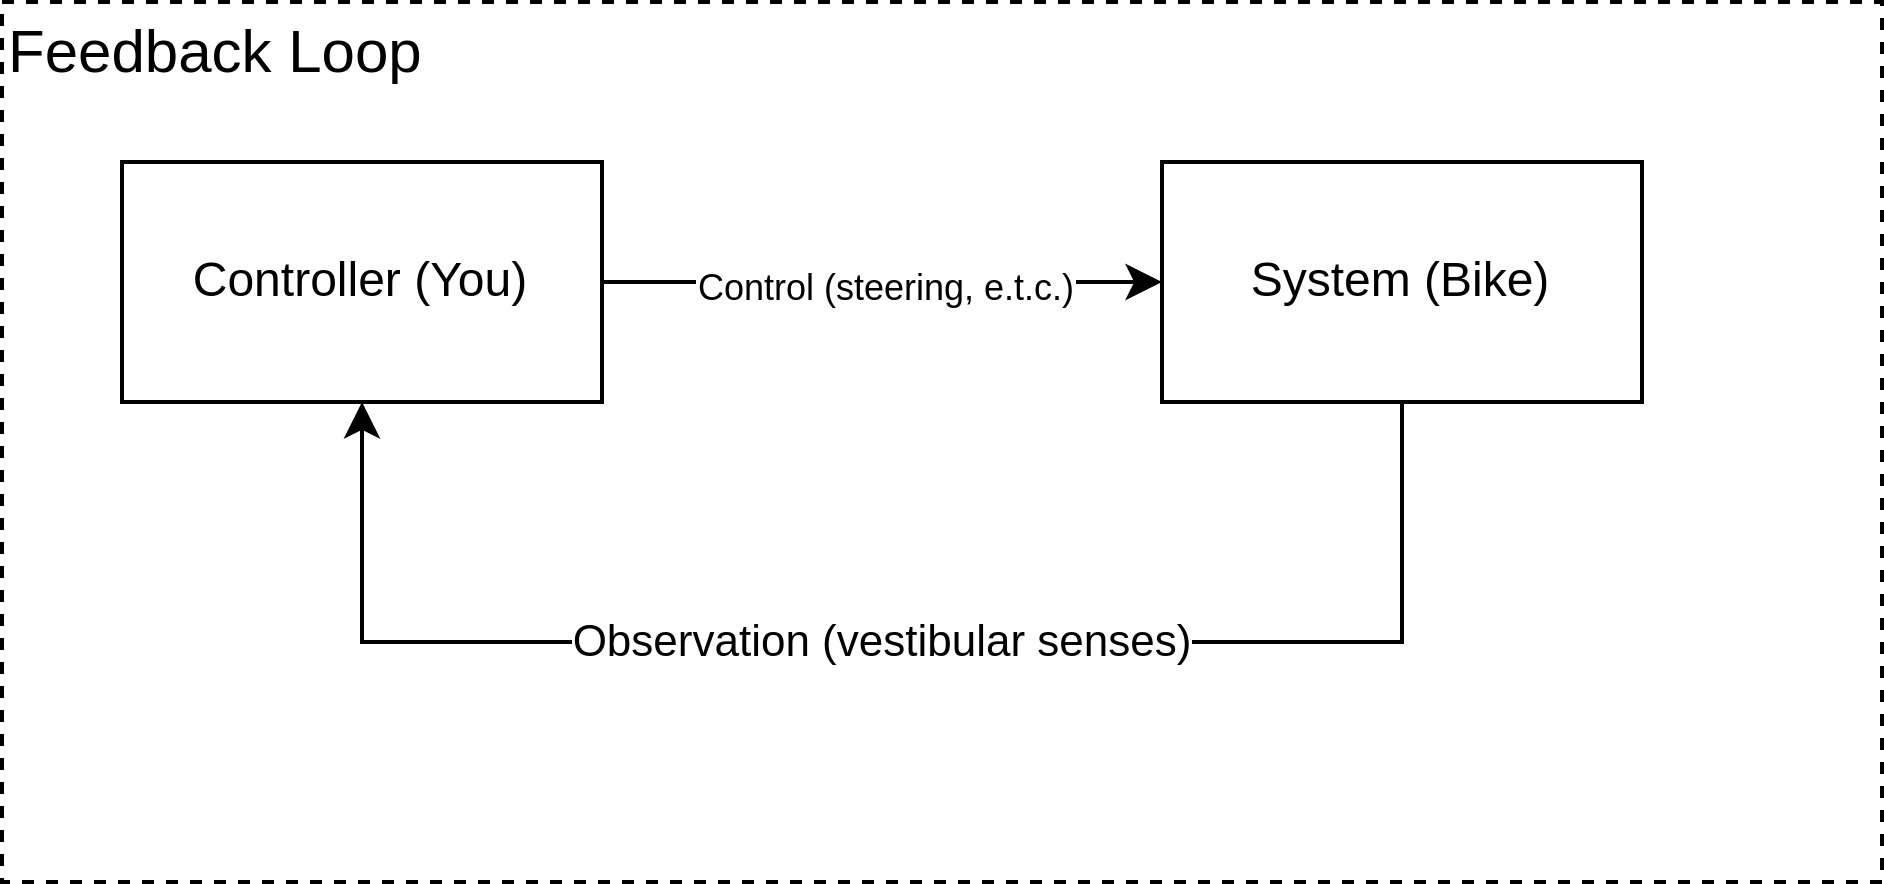 Feedback Loop
Controller (You)
Control (steering, e.t.c.)
System (Bike)
Observation (vestibular senses)